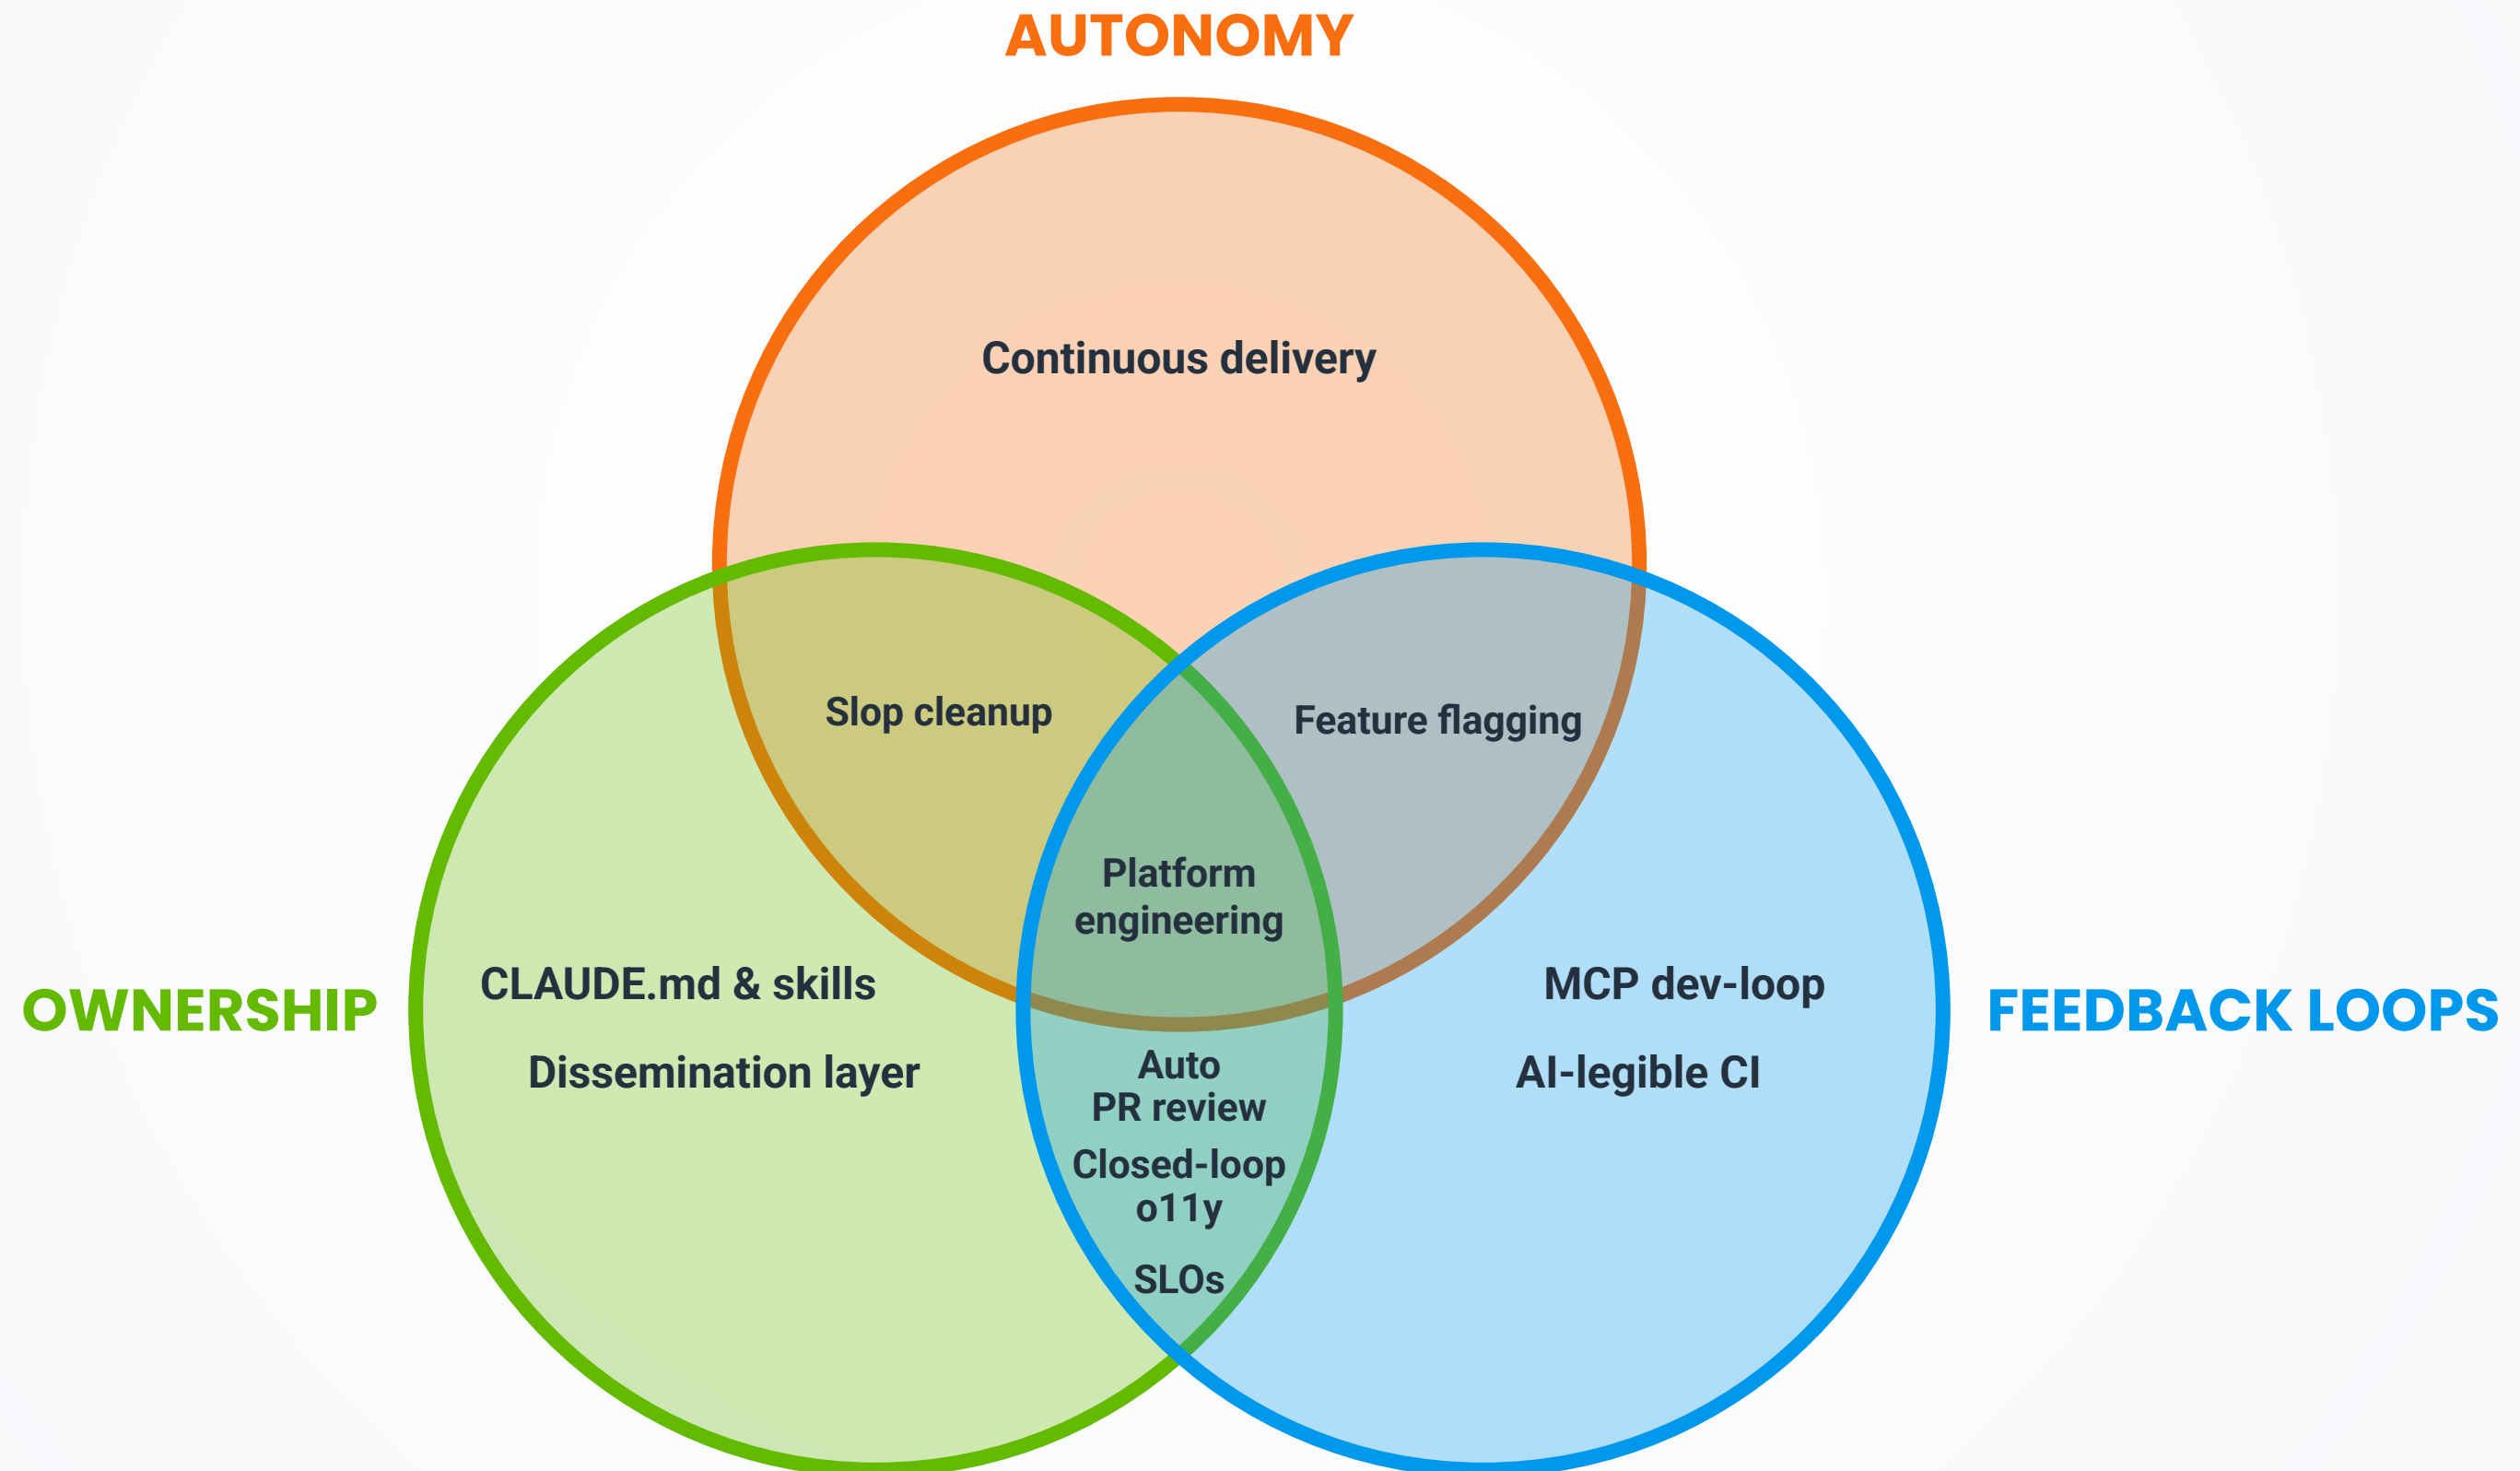 AUTONOMY
Continuous delivery
Slop cleanup
Feature flagging
Platform
engineering
OWNERSHIP
CLAUDE.md & skills
Dissemination layer
MCP dev-loop
AI-legible CI
FEEDBACK LOOPS
Auto
PR review
Closed-loop
o11y
SLOs